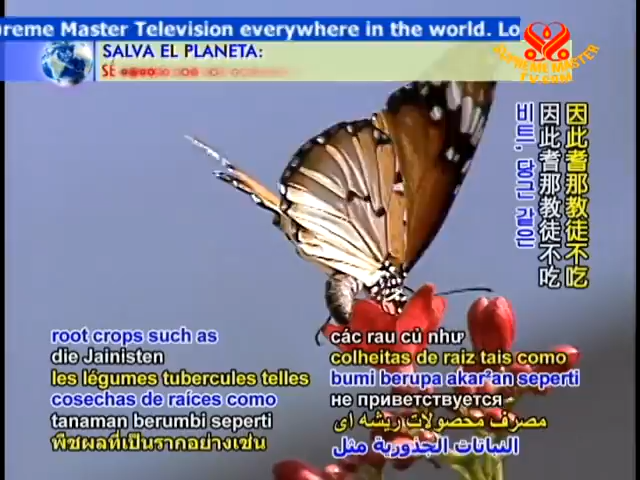 preme Master Television everywhere in the world. Lo
SALVA EL PLANETA:
SÉ
SUPREME MASTER
TV.COM
因此耆那教徒不吃
因此耆那教徒不吃
비트, 당근 같은
root crops such as
die Jainisten
les légumes tubercules telles
cosechas de raíces como
tanaman berumbi seperti
พืชผลที่เป็นรากอย่างเช่น
các rau củ như
colheitas de raiz tais como
bumi berupa akar²an seperti
не приветствуется
مصرف محصولات ریشه ای
النباتات الجذورية مثل